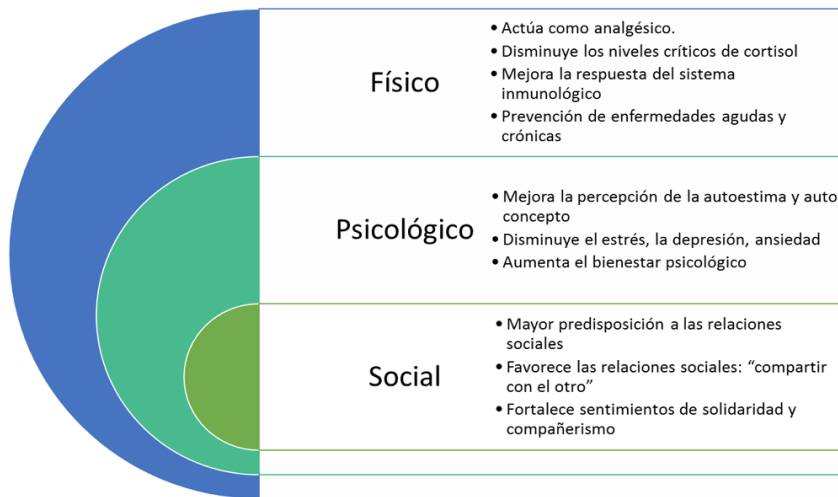 Físico
• Actúa como analgésico.
• Disminuye los niveles críticos de cortisol
• Mejora la respuesta del sistema
inmunológico
• Prevención de enfermedades agudas y
crónicas
Psicológico
• Mejora la percepción de la autoestima y auto
concepto
• Disminuye el estrés, la depresión, ansiedad
• Aumenta el bienestar psicológico
Social
• Mayor predisposición a las relaciones
sociales
• Favorece las relaciones sociales: “compartir
con el otro”
• Fortalece sentimientos de solidaridad y
compañerismo